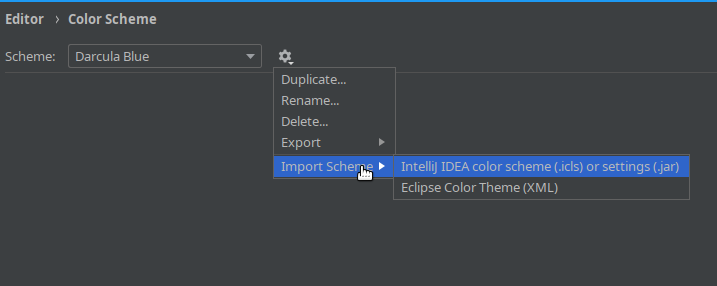 Editor › Color Scheme
Scheme: Darcula Blue
Duplicate...
Rename...
Delete...
Export
Import Scheme
IntelliJ IDEA color scheme (.icls) or settings (.jar)
Eclipse Color Theme (XML)